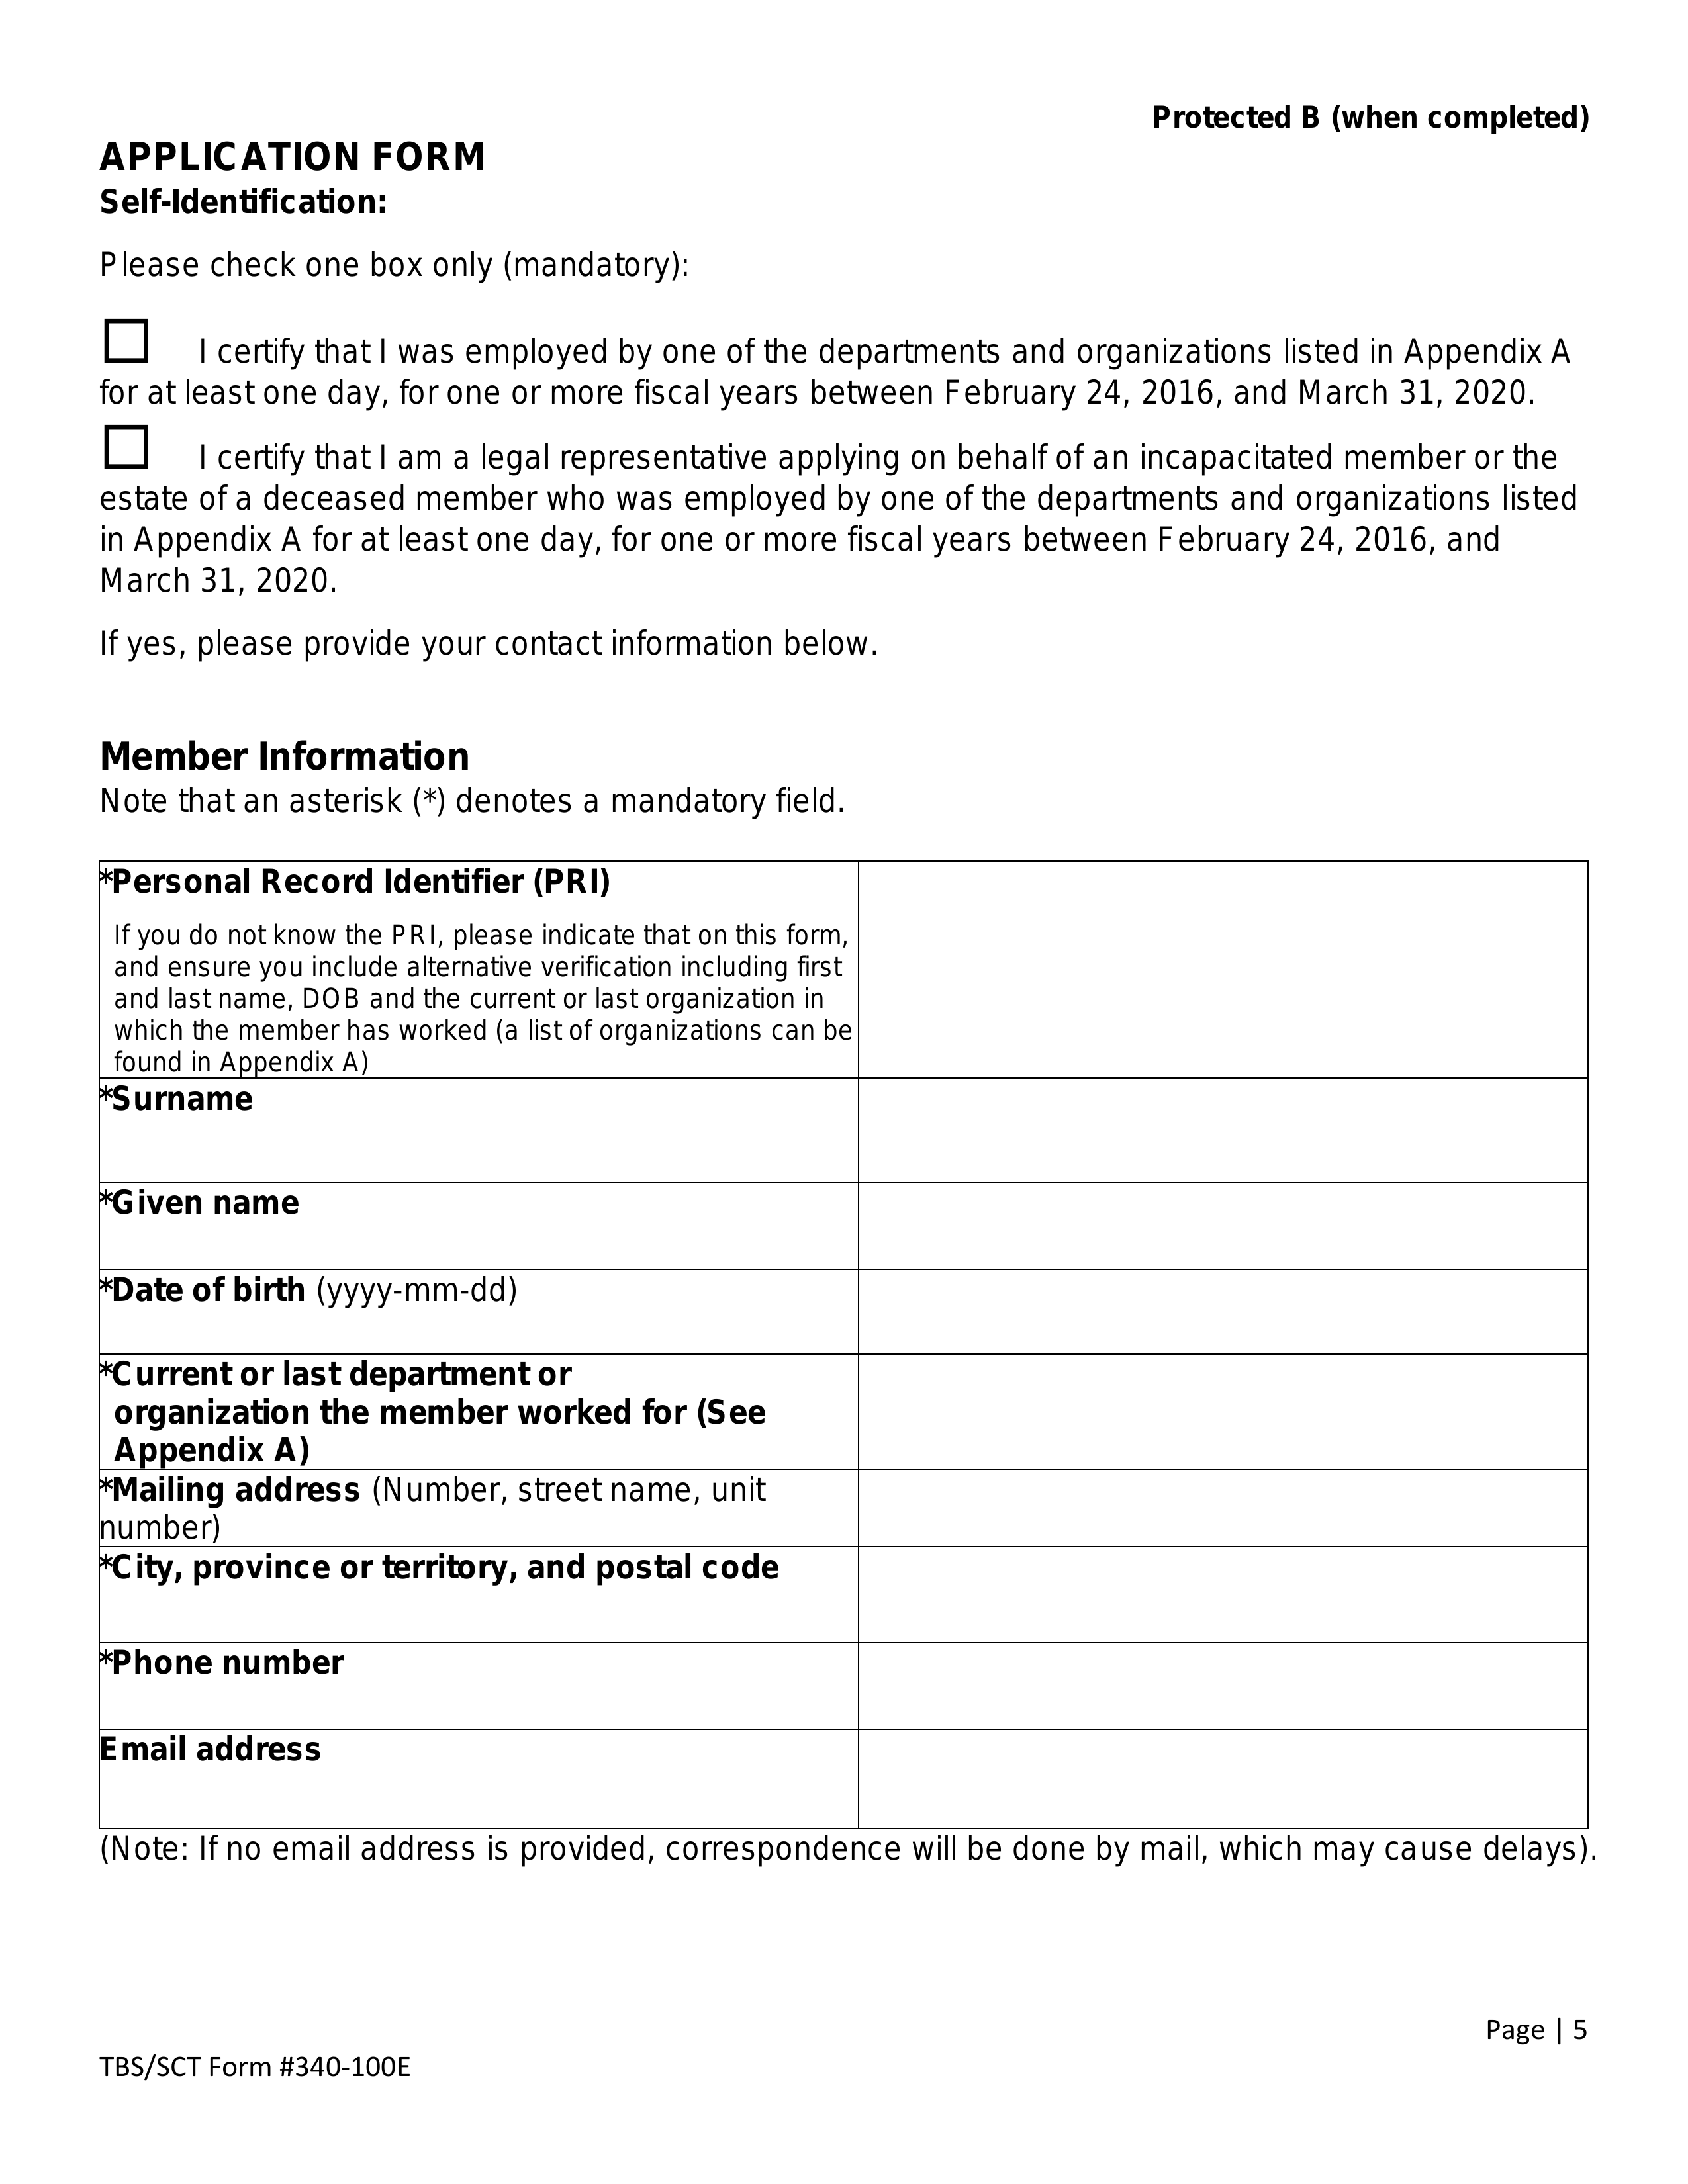 Protected B (when completed)
APPLICATION FORM
Self-Identification:
Please check one box only (mandatory):
I certify that I was employed by one of the departments and organizations listed in Appendix A
for at least one day, for one or more fiscal years between February 24, 2016, and March 31, 2020.
I certify that I am a legal representative applying on behalf of an incapacitated member or the
estate of a deceased member who was employed by one of the departments and organizations listed
in Appendix A for at least one day, for one or more fiscal years between February 24, 2016, and
March 31, 2020.
If yes, please provide your contact information below.
Member Information
Note that an asterisk (*) denotes a mandatory field.
*Personal Record Identifier (PRI)
If you do not know the PRI, please indicate that on this form,
and ensure you include alternative verification including first
and last name, DOB and the current or last organization in
which the member has worked (a list of organizations can be
found in Appendix A)
*Surname
*Given name
*Date of birth (yyyy-mm-dd)
*Current or last department or
organization the member worked for (See
Appendix A)
*Mailing address (Number, street name, unit
number)
*City, province or territory, and postal code
*Phone number
Email address
(Note: If no email address is provided, correspondence will be done by mail, which may cause delays).
Page | 5
TBS/SCT Form #340-100E